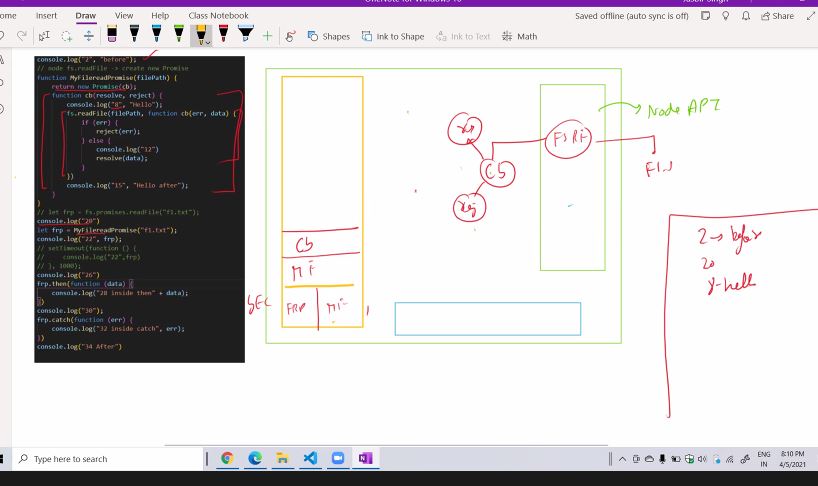 OneNote for Windows 10
Jasbir Singh
ome Insert Draw View Help Class Notebook
Saved offline (auto sync is off)
Share
Shapes Ink to Shape Ink to Text Math
console.log("2", "before");
// node fs.readFile -> create new Promise
function MyFilereadPromise(filePath) {
return new Promise(cb);
function cb(resolve, reject) {
console.log("8", "Hello");
fs.readFile(filePath, function cb(err, data) {
if (err) {
reject(err);
} else {
console.log("12")
resolve(data);
}
})
console.log("15", "Hello after");
}
}
// let frp = fs.promises.readFile("f1.txt");
console.log("20")
let frp = MyFilereadPromise("f1.txt");
console.log("22", frp);
// setTimeout(function () {
// console.log("22",frp)
// }, 1000);
console.log("26")
frp.then(function (data) {
console.log("28 inside then" + data);
})
console.log("30");
frp.catch(function (err) {
console.log("32 inside catch", err);
})
console.log("34 After")
Cb
MF
GEC
FRP
MF
res
Cb
rej
FSRF
Node API
2 → before
20
8-hell
Type here to search
ENG
IN
8:10 PM
4/5/2021